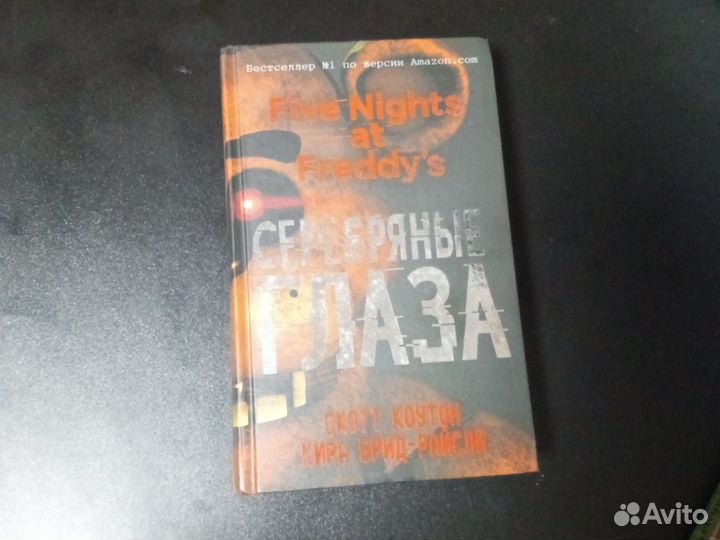 Бестселлер №1 по версии Amazon.com
Five Nights
at
Freddy's
СЕРЕБРЯНЫЕ
ГЛАЗА
СКОТТ КОУТОН
КИРА БРИД-РАЙСЛИ
Avito